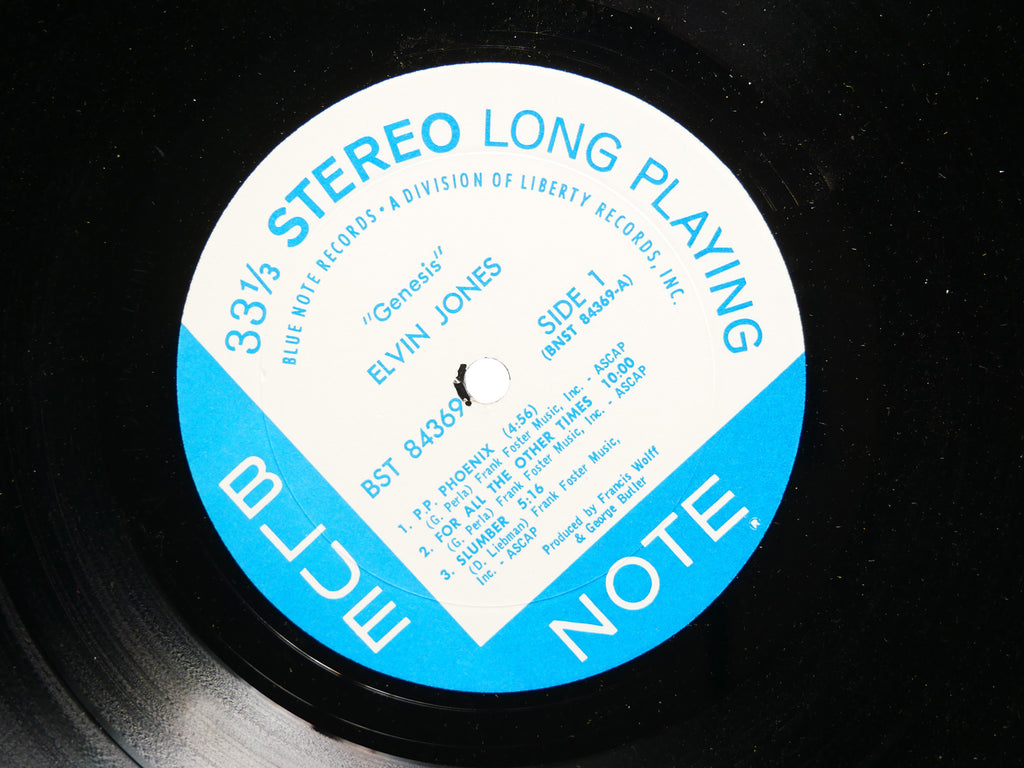 33⅓ STEREO LONG PLAYING
BLUE NOTE RECORDS • A DIVISION OF LIBERTY RECORDS, INC.
"Genesis"
ELVIN JONES
SIDE 1
BST 84369
(BNST 84369-A)
1. P.P. PHOENIX (4:56)
(G. Perla) Frank Foster Music, Inc. - ASCAP
2. FOR ALL THE OTHER TIMES 10:00
(G. Perla) Frank Foster Music, Inc. - ASCAP
3. SLUMBER 5:16
(D. Liebman) Frank Foster Music,
Inc. - ASCAP
Produced by Francis Wolff
& George Butler
BLUE
NOTE
R